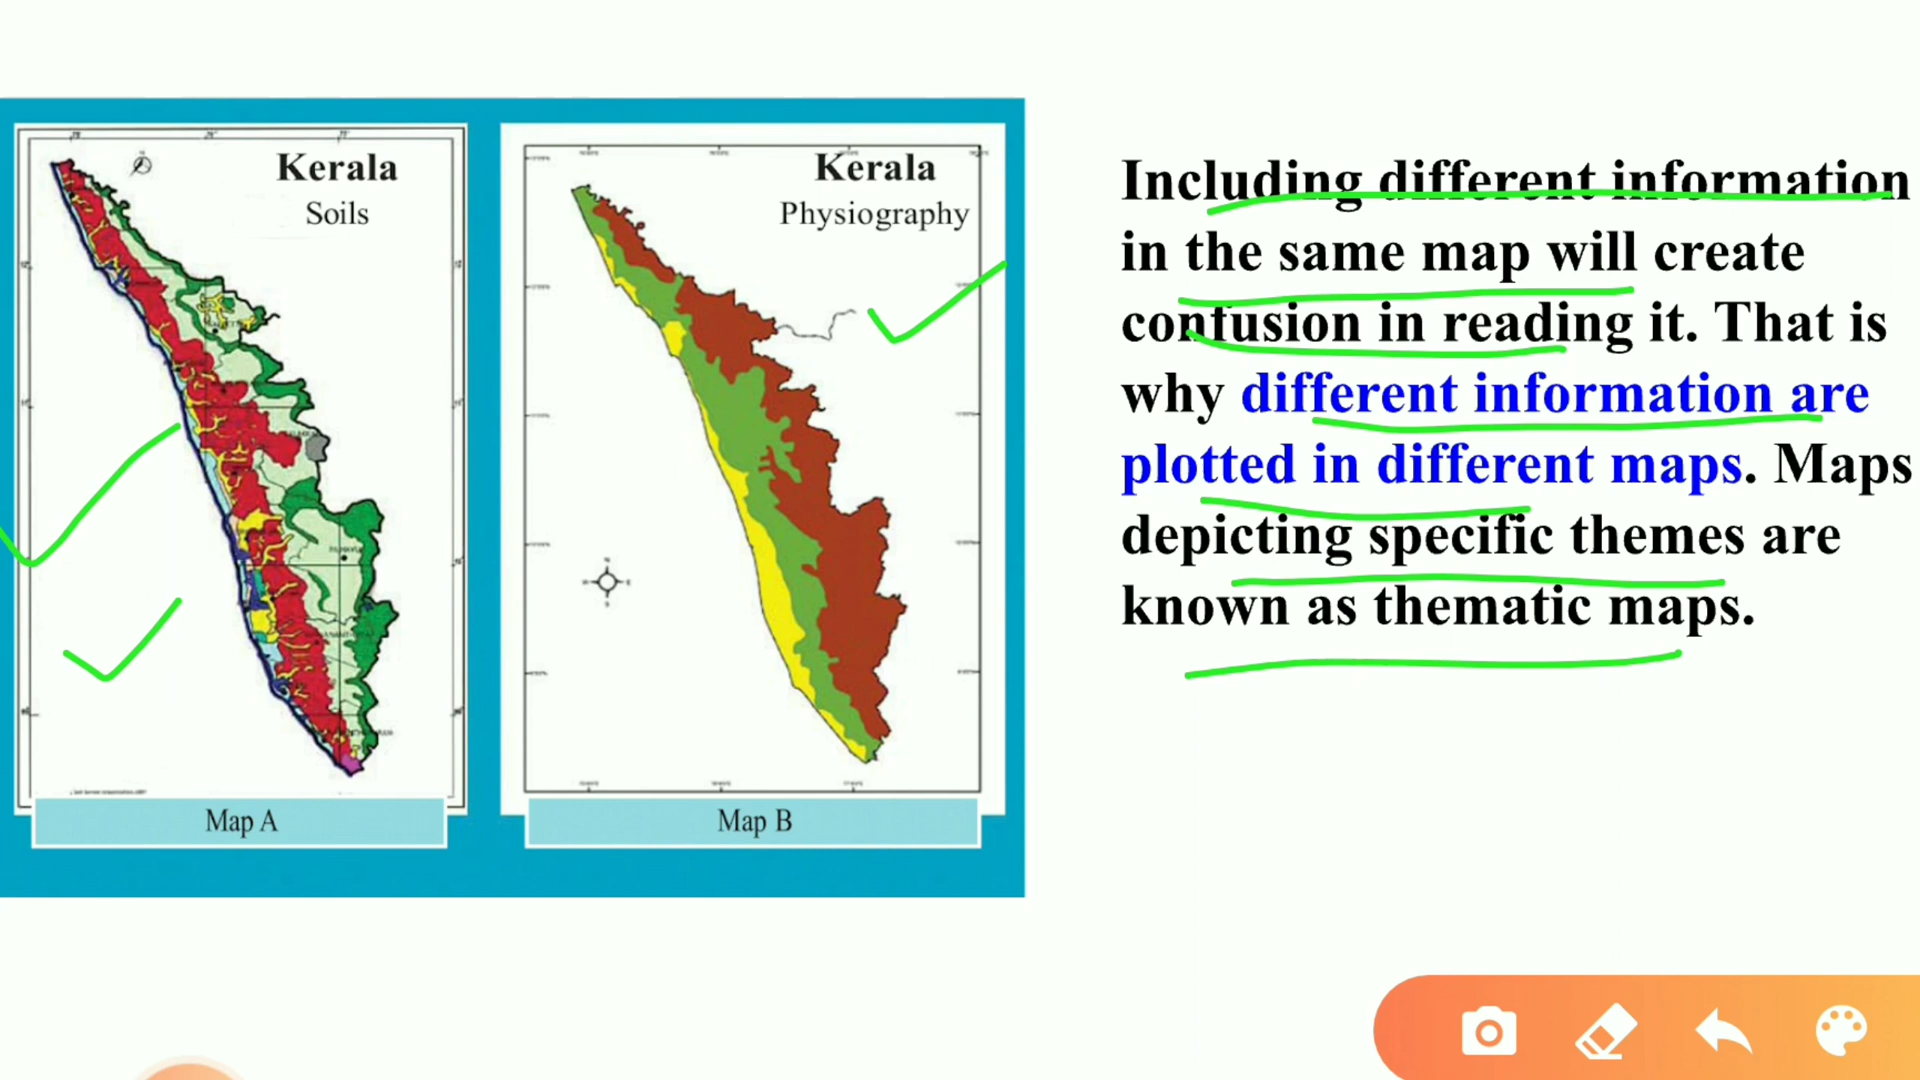 Kerala
Soils
Map A
Kerala
Physiography
Map B
Including different information
in the same map will create
confusion in reading it. That is
why different information are
plotted in different maps. Maps
depicting specific themes are
known as thematic maps.